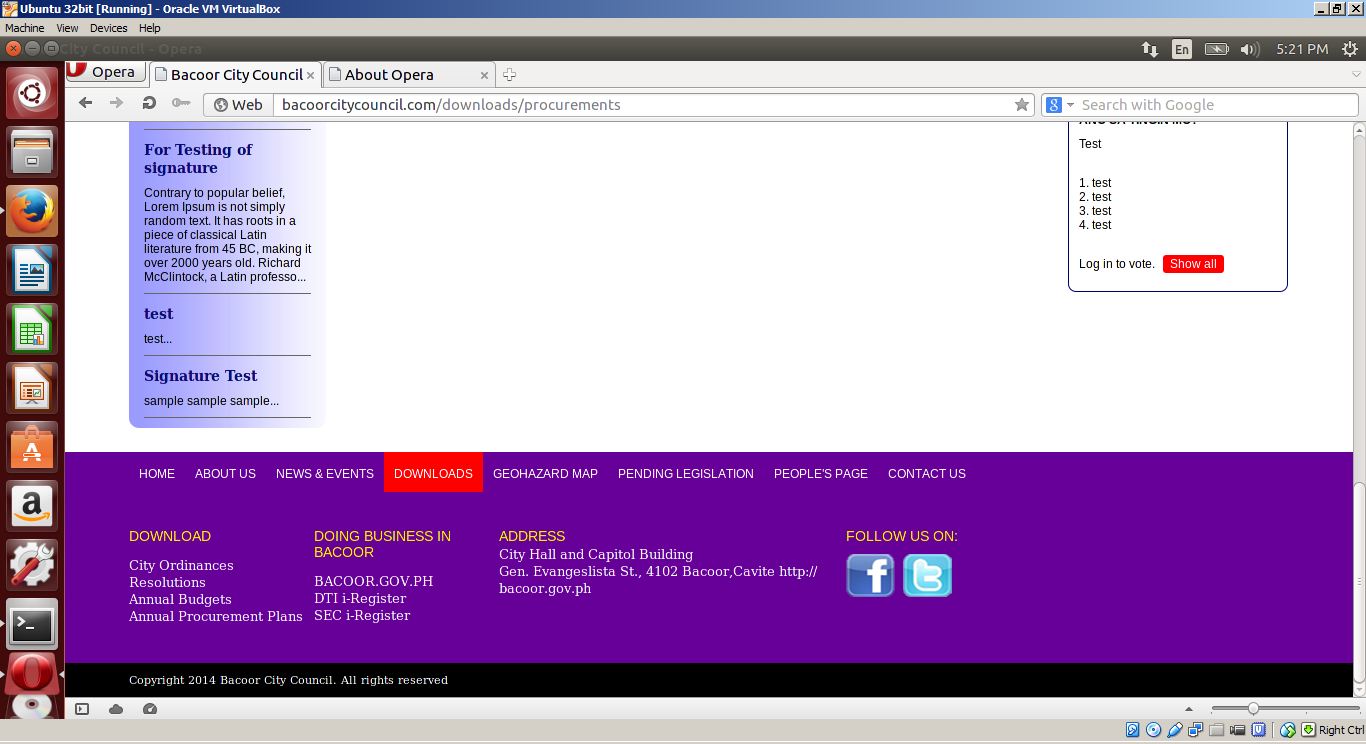 Ubuntu 32bit [Running] - Oracle VM VirtualBox
Machine View Devices Help
City Council - Opera
En
5:21 PM
Opera
Bacoor City Council
About Opera
Web
bacoorcitycouncil.com/downloads/procurements
Search with Google
For Testing of
signature
Contrary to popular belief,
Lorem Ipsum is not simply
random text. It has roots in a
piece of classical Latin
literature from 45 BC, making it
over 2000 years old. Richard
McClintock, a Latin professo...
test
test...
Signature Test
sample sample sample...
Test
1. test
2. test
3. test
4. test
Log in to vote. Show all
HOME ABOUT US NEWS & EVENTS DOWNLOADS GEOHAZARD MAP PENDING LEGISLATION PEOPLE'S PAGE CONTACT US
DOWNLOAD
City Ordinances
Resolutions
Annual Budgets
Annual Procurement Plans
DOING BUSINESS IN
BACOOR
BACOOR.GOV.PH
DTI i-Register
SEC i-Register
ADDRESS
City Hall and Capitol Building
Gen. Evangeslista St., 4102 Bacoor,Cavite http://
bacoor.gov.ph
FOLLOW US ON:
Copyright 2014 Bacoor City Council. All rights reserved
Right Ctrl